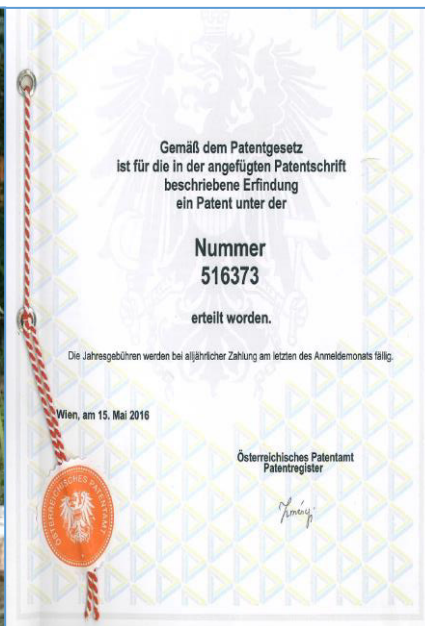 Gemäß dem Patentgesetz
ist für die in der angefügten Patentschrift
beschriebene Erfindung
ein Patent unter der
Nummer
516373
erteilt worden.
Die Jahresgebühren werden bei alljährlicher Zahlung am letzten des Anmeldemonats fällig.
Wien, am 15. Mai 2016
Österreichisches Patentamt
Patentregister
ÖSTERREICHISCHES PATENTAMT